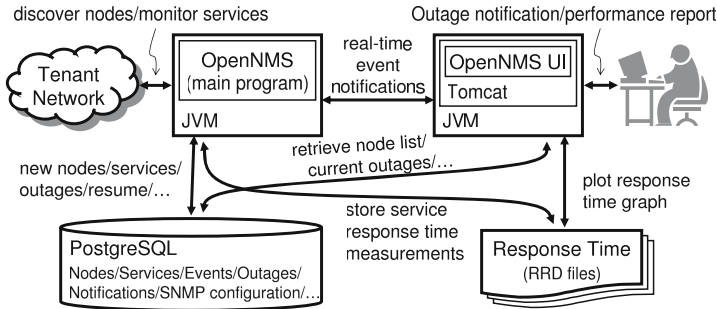 discover nodes/monitor services
Outage notification/performance report
Tenant
Network
OpenNMS
(main program)
JVM
real-time
event
notifications
OpenNMS UI
Tomcat
JVM
new nodes/services/
outages/resume/...
retrieve node list/
current outages/...
store service
response time
measurements
plot response
time graph
PostgreSQL
Nodes/Services/Events/Outages/
Notifications/SNMP configuration/...
Response Time
(RRD files)